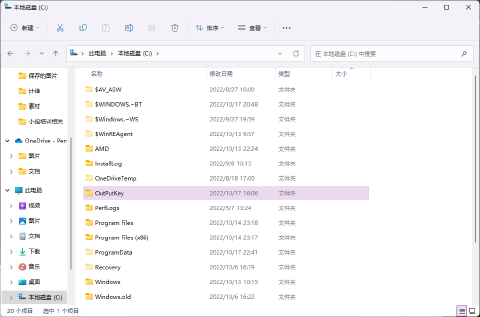 本地磁盘 (C:)
新建
排序
查看
此电脑 › 本地磁盘 (C:) ›
在 本地磁盘 (C:) 中搜索
名称 修改日期 类型 大小
保存的图片
计维
素材
小组培训相关
OneDrive - Pers
图片
文档
此电脑
视频
图片
文档
下载
音乐
桌面
本地磁盘 (C:)
$AV_ASW 2022/8/27 10:00 文件夹
$WINDOWS.~BT 2022/10/17 20:48 文件夹
$Windows.~WS 2022/9/27 19:59 文件夹
$WinREAgent 2022/10/13 9:57 文件夹
AMD 2022/10/13 22:24 文件夹
InstallLog 2022/9/8 10:13 文件夹
OneDriveTemp 2022/8/18 17:00 文件夹
OutPutKey 2022/10/17 16:06 文件夹
PerfLogs 2022/5/7 13:24 文件夹
Program Files 2022/10/14 23:18 文件夹
Program Files (x86) 2022/10/14 23:17 文件夹
ProgramData 2022/10/17 22:41 文件夹
Recovery 2022/10/6 16:19 文件夹
Windows 2022/10/13 10:15 文件夹
Windows.old 2022/10/6 16:22 文件夹
20 个项目 选中 1 个项目